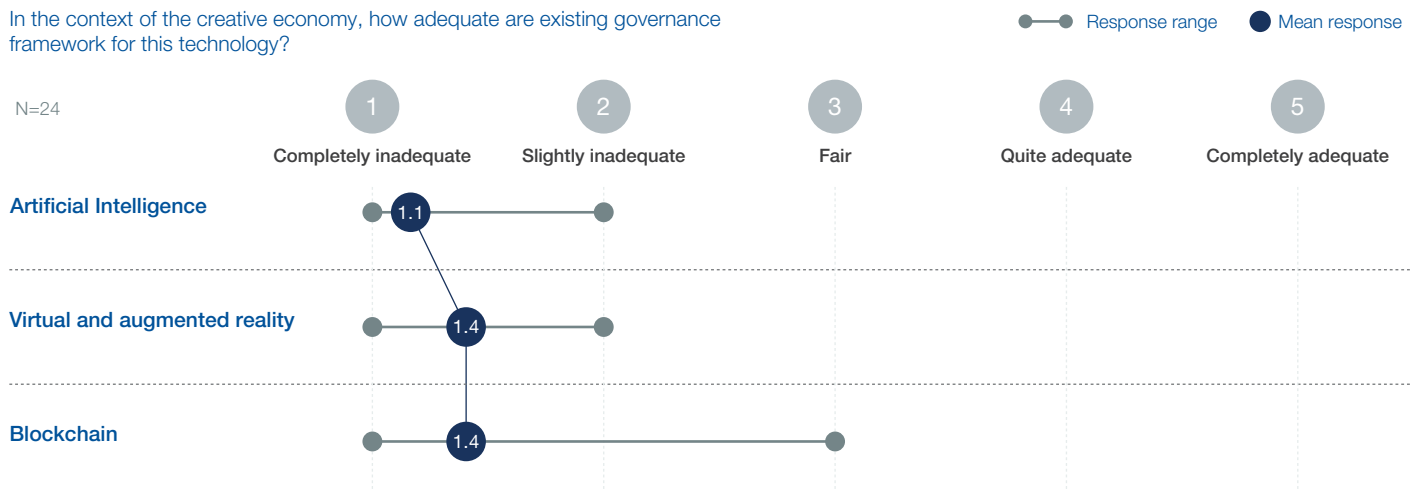 In the context of the creative economy, how adequate are existing governance
framework for this technology?
Response range
Mean response
N=24
1
2
3
4
5
Completely inadequate
Slightly inadequate
Fair
Quite adequate
Completely adequate
Artificial Intelligence
1.1
Virtual and augmented reality
1.4
Blockchain
1.4